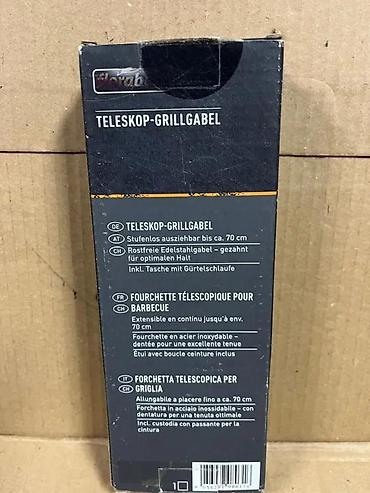 TELESKOP-GRILLGABEL
DE TELESKOP-GRILLGABEL
AT Stufenlos ausziehbar bis ca. 70 cm
CH Rostfreie Edelstahlgabel – gezahnt
für optimalen Halt
Inkl. Tasche mit Gürtelschlaufe
FR FOURCHETTE TÉLESCOPIQUE POUR
CH BARBECUE
Extensible en continu jusqu'à env.
70 cm
Fourchette en acier inoxydable –
dentée pour une excellente tenue
Étui avec boucle ceinture inclus
IT FORCHETTA TELESCOPICA PER
CH GRIGLIA
Allungabile a piacere fino a ca. 70 cm
Forchetta in acciaio inossidabile – con
dentatura per una tenuta ottimale
Incl. custodia con passante per la
cintura
1